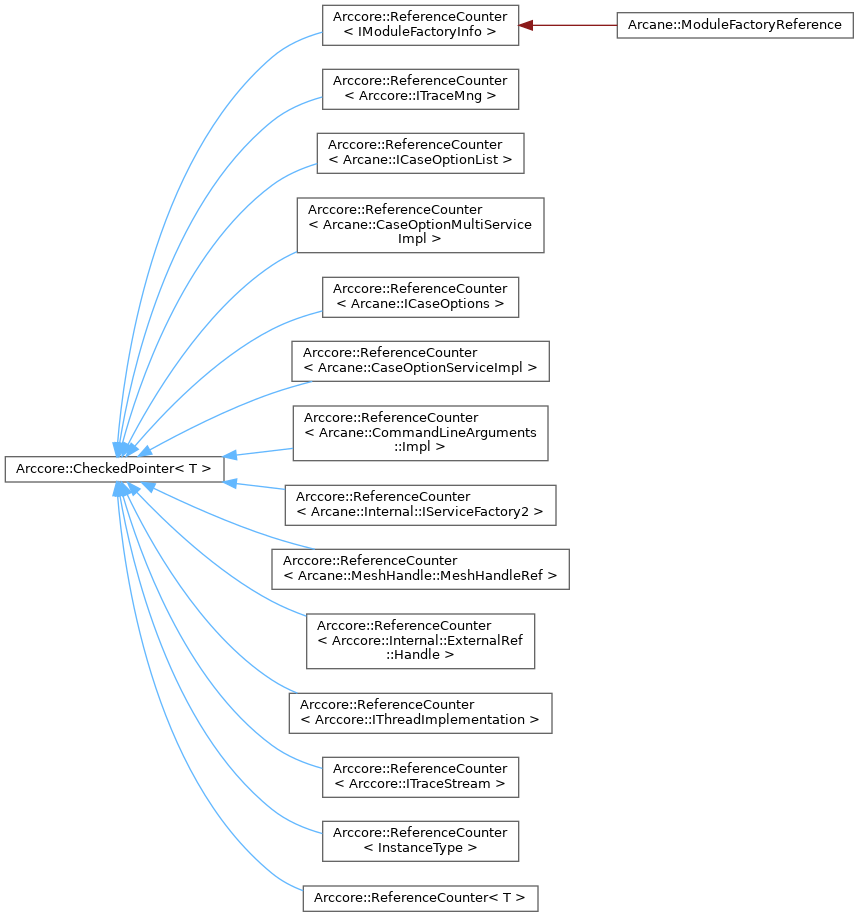 Arccore::ReferenceCounter
< IModuleFactoryInfo >
Arcane::ModuleFactoryReference
Arccore::ReferenceCounter
< Arccore::ITraceMng >
Arccore::ReferenceCounter
< Arcane::ICaseOptionList >
Arccore::ReferenceCounter
< Arcane::CaseOptionMultiService
Impl >
Arccore::ReferenceCounter
< Arcane::ICaseOptions >
Arccore::ReferenceCounter
< Arcane::CaseOptionServiceImpl >
Arccore::ReferenceCounter
< Arcane::CommandLineArguments
::Impl >
Arccore::CheckedPointer< T >
Arccore::ReferenceCounter
< Arcane::Internal::IServiceFactory2 >
Arccore::ReferenceCounter
< Arcane::MeshHandle::MeshHandleRef >
Arccore::ReferenceCounter
< Arccore::Internal::ExternalRef
::Handle >
Arccore::ReferenceCounter
< Arccore::IThreadImplementation >
Arccore::ReferenceCounter
< Arccore::ITraceStream >
Arccore::ReferenceCounter
< InstanceType >
Arccore::ReferenceCounter< T >